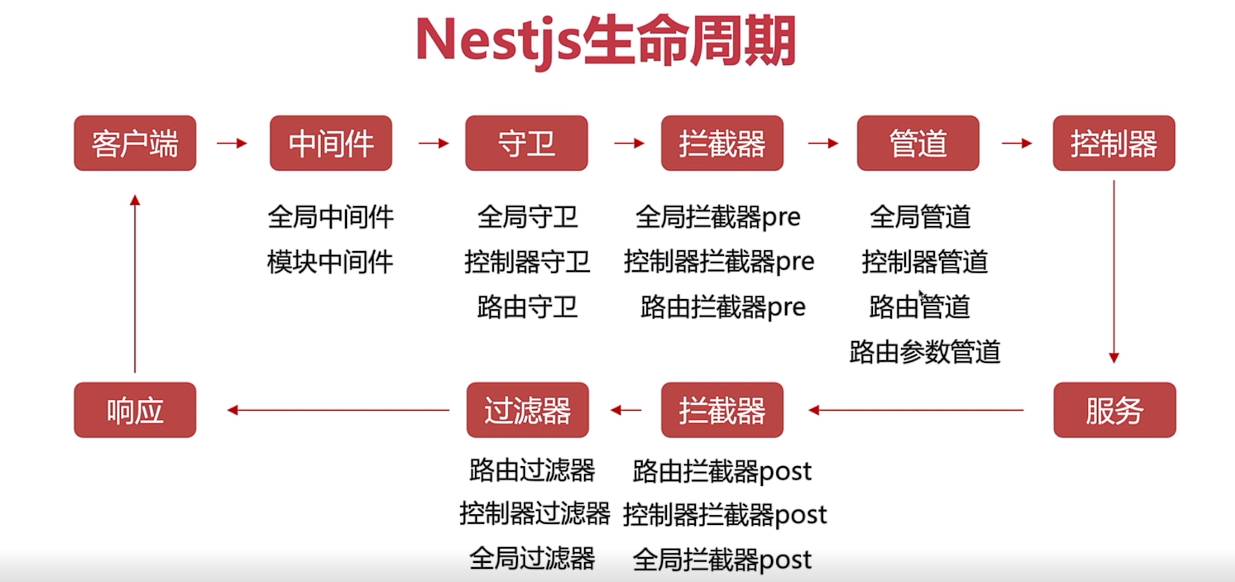 Nestjs生命周期
客户端
中间件
守卫
拦截器
管道
控制器
全局中间件
全局守卫
全局拦截器pre
全局管道
模块中间件
控制器守卫
控制器拦截器pre
控制器管道
路由守卫
路由拦截器pre
路由管道
路由参数管道
响应
过滤器
拦截器
服务
路由过滤器
路由拦截器post
控制器过滤器
控制器拦截器post
全局过滤器
全局拦截器post